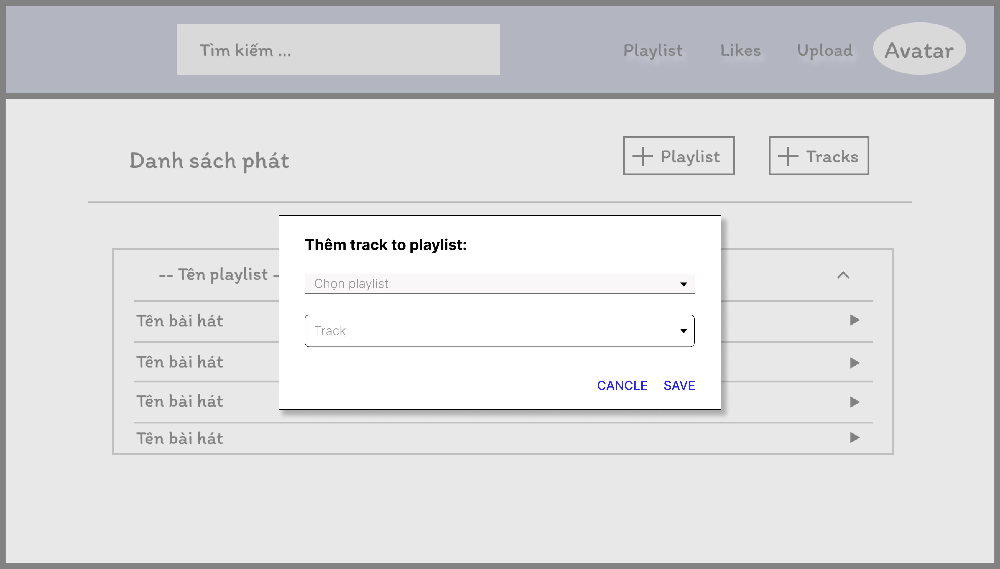 Tìm kiếm ...
Playlist
Likes
Upload
Avatar
Danh sách phát
Playlist
Tracks
Thêm track to playlist:
-- Tên playlist -
Chọn playlist
Tên bài hát
Track
Tên bài hát
CANCLE SAVE
Tên bài hát
Tên bài hát